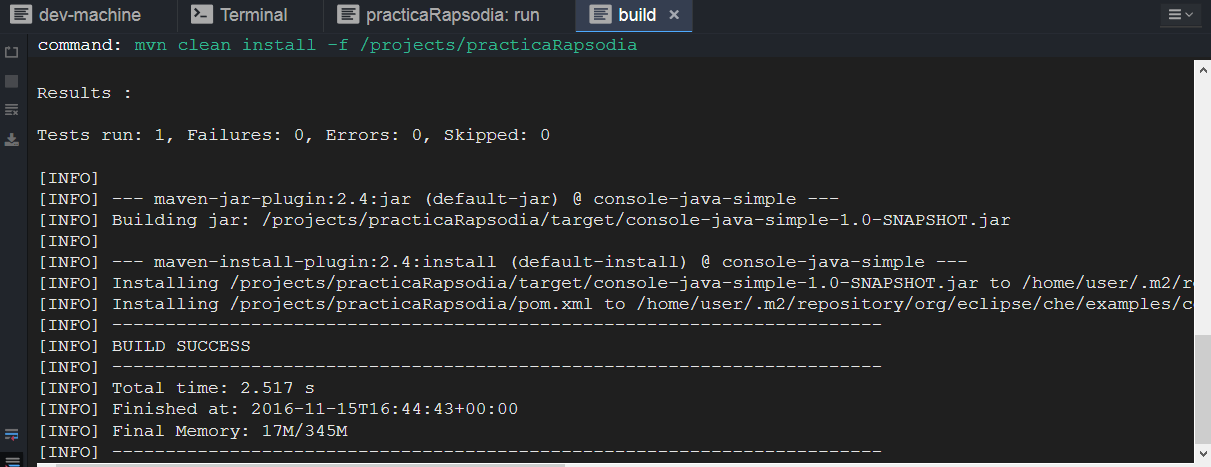 dev-machine Terminal practicaRapsodia: run build ×
command: mvn clean install -f /projects/practicaRapsodia
Results :
Tests run: 1, Failures: 0, Errors: 0, Skipped: 0
[INFO]
[INFO] --- maven-jar-plugin:2.4:jar (default-jar) @ console-java-simple ---
[INFO] Building jar: /projects/practicaRapsodia/target/console-java-simple-1.0-SNAPSHOT.jar
[INFO]
[INFO] --- maven-install-plugin:2.4:install (default-install) @ console-java-simple ---
[INFO] Installing /projects/practicaRapsodia/target/console-java-simple-1.0-SNAPSHOT.jar to /home/user/.m2/r
[INFO] Installing /projects/practicaRapsodia/pom.xml to /home/user/.m2/repository/org/eclipse/che/examples/c
[INFO] ------------------------------------------------------------------------
[INFO] BUILD SUCCESS
[INFO] ------------------------------------------------------------------------
[INFO] Total time: 2.517 s
[INFO] Finished at: 2016-11-15T16:44:43+00:00
[INFO] Final Memory: 17M/345M
[INFO] ------------------------------------------------------------------------